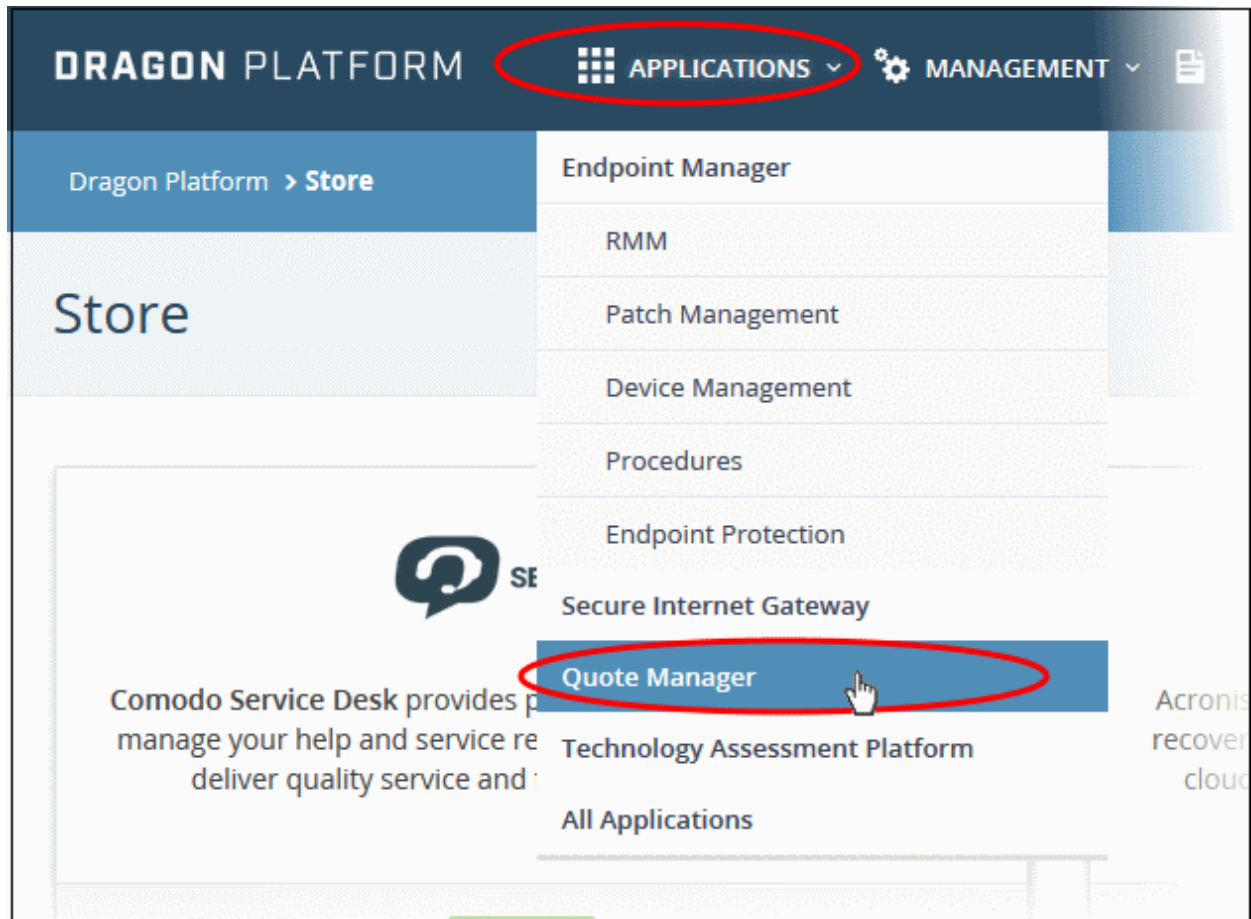 DRAGON PLATFORM
APPLICATIONS
MANAGEMENT
Dragon Platform > Store
Store
Endpoint Manager
RMM
Patch Management
Device Management
Procedures
Endpoint Protection
Secure Internet Gateway
Quote Manager
Technology Assessment Platform
All Applications
SE
Comodo Service Desk provides p
manage your help and service re
deliver quality service and
Acronis
recover
cloud